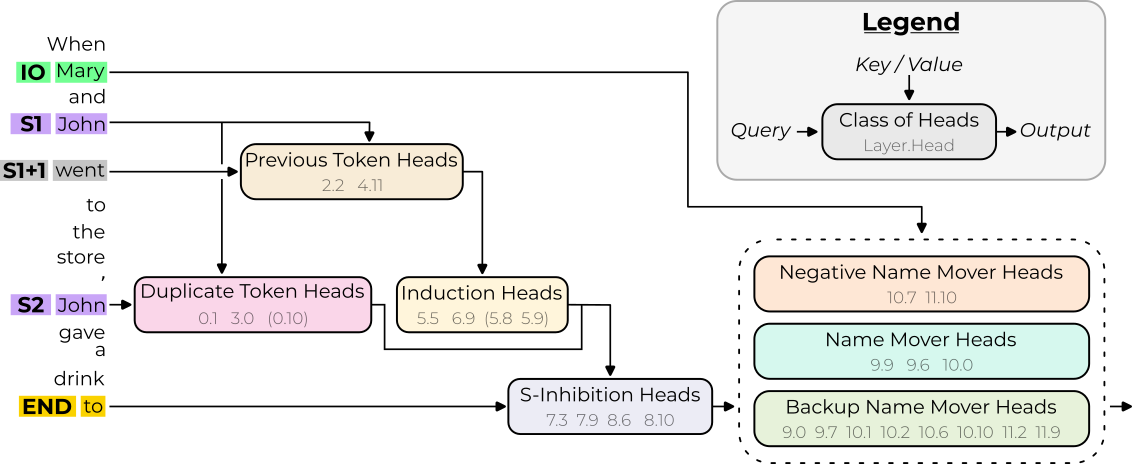 When
IO Mary
and
S1 John
S1+1 went
to
the
store
,
S2 John
gave
a
drink
END to
Previous Token Heads
2.2 4.11
Duplicate Token Heads
0.1 3.0 (0.10)
Induction Heads
5.5 6.9 (5.8 5.9)
S-Inhibition Heads
7.3 7.9 8.6 8.10
Legend
Key / Value
Query
Class of Heads
Layer.Head
Output
Negative Name Mover Heads
10.7 11.10
Name Mover Heads
9.9 9.6 10.0
Backup Name Mover Heads
9.0 9.7 10.1 10.2 10.6 10.10 11.2 11.9